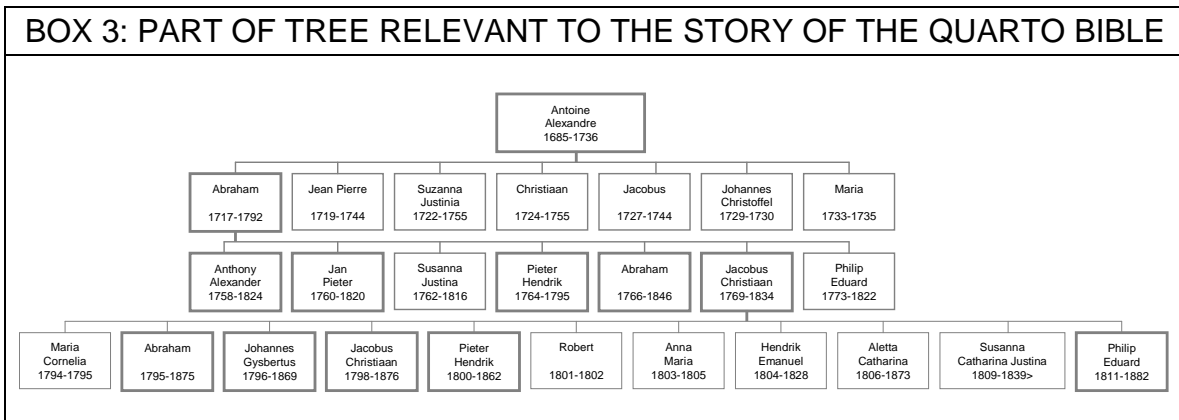 BOX 3: PART OF TREE RELEVANT TO THE STORY OF THE QUARTO BIBLE
Antoine
Alexandre
1685-1736
Abraham
1717-1792
Jean Pierre
1719-1744
Suzanna
Justinia
1722-1755
Christiaan
1724-1755
Jacobus
1727-1744
Johannes
Christoffel
1729-1730
Maria
1733-1735
Anthony
Alexander
1758-1824
Jan
Pieter
1760-1820
Susanna
Justina
1762-1816
Pieter
Hendrik
1764-1795
Abraham
1766-1846
Jacobus
Christiaan
1769-1834
Philip
Eduard
1773-1822
Maria
Cornelia
1794-1795
Abraham
1795-1875
Johannes
Gysbertus
1796-1869
Jacobus
Christiaan
1798-1876
Pieter
Hendrik
1800-1862
Robert
1801-1802
Anna
Maria
1803-1805
Hendrik
Emanuel
1804-1828
Aletta
Catharina
1806-1873
Susanna
Catharina Justina
1809-1839>
Philip
Eduard
1811-1882